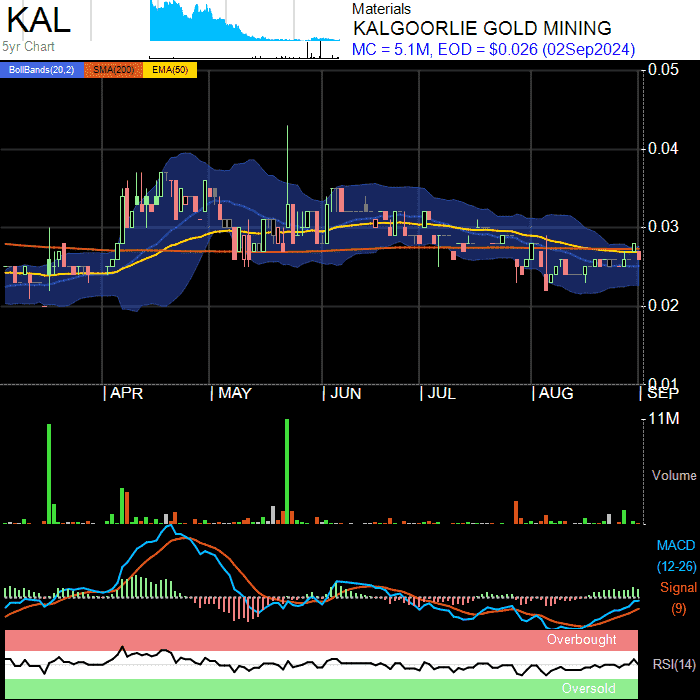 KAL
5yr Chart
Materials
KALGOORLIE GOLD MINING
MC = 5.1M, EOD = $0.026 (02Sep2024)
BollBands(20,2) SMA(200) EMA(50)
0.05
0.04
0.03
0.02
0.01
APR MAY JUN JUL AUG SEP
11M
Volume
MACD
(12-26)
Signal
(9)
Overbought
RSI(14)
Oversold